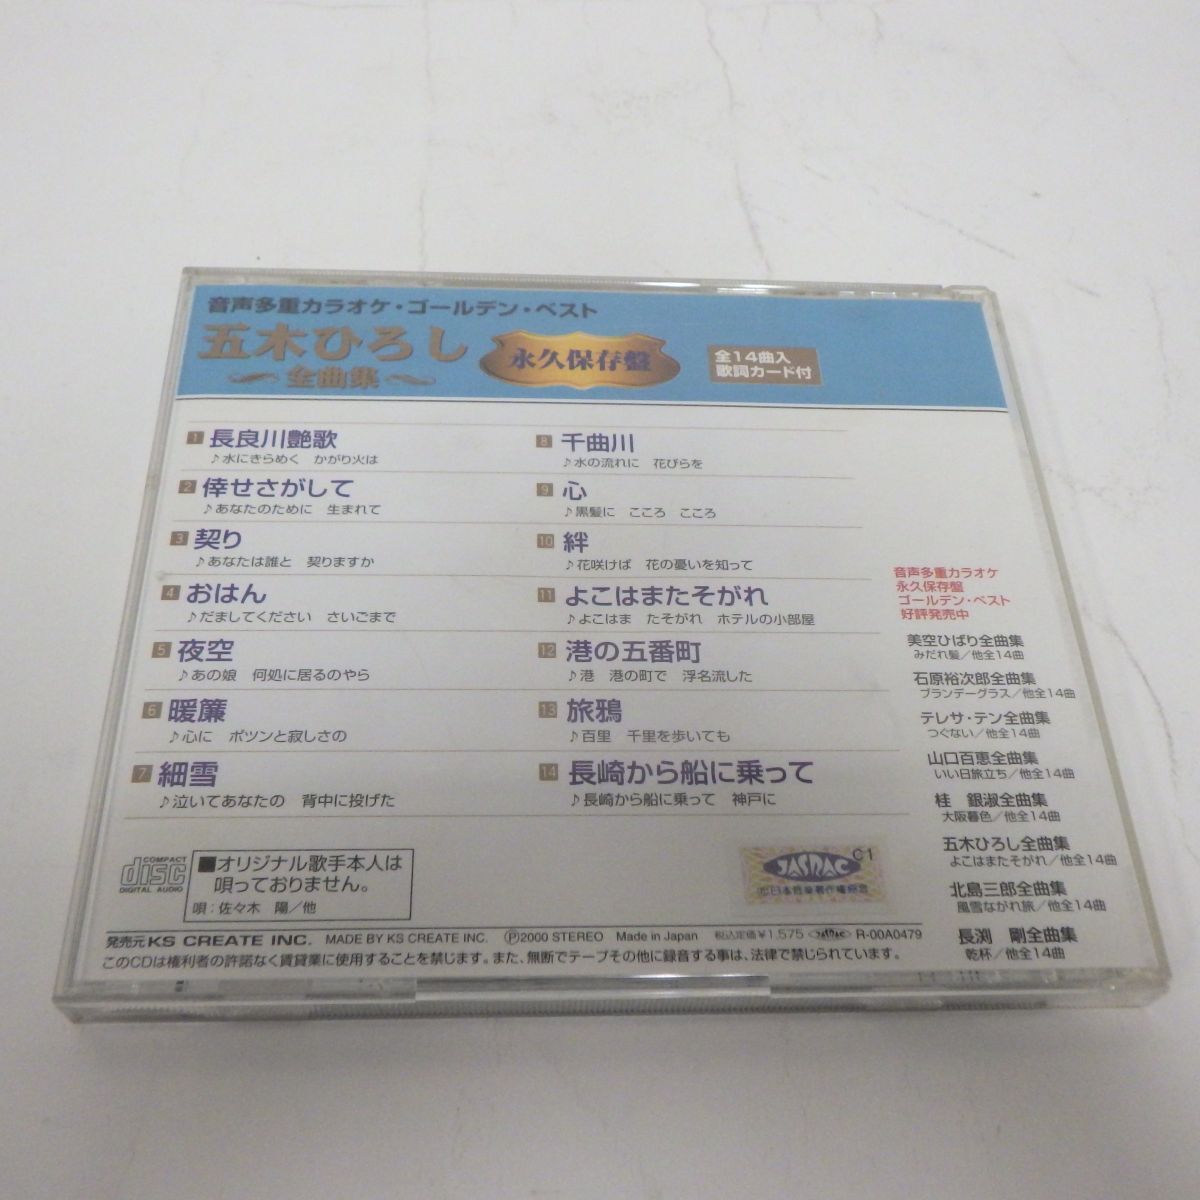 音声多重カラオケ・ゴールデン・ベスト
五木ひろし
全曲集
永久保存盤
全14曲入
歌詞カード付
1 長良川艶歌
♪水にきらめく かがり火は
2 倖せさがして
♪あなたのために 生まれて
3 契り
♪あなたは誰と 契りますか
4 おはん
♪だましてください さいごまで
5 夜空
♪あの娘 何処に居るのやら
6 暖簾
♪心に ポツンと寂しさの
7 細雪
♪泣いてあなたの 背中に投げた
8 千曲川
♪水の流れに 花びらを
9 心
♪黒髪に こころ こころ
10 絆
♪花咲けば 花の憂いを知って
11 よこはまたそがれ
♪よこはま たそがれ ホテルの小部屋
12 港の五番町
♪港 港の町で 浮名流した
13 旅鴉
♪百里 千里を歩いても
14 長崎から船に乗って
♪長崎から船に乗って 神戸に
音声多重カラオケ
永久保存盤
ゴールデン・ベスト
好評発売中
美空ひばり全曲集
みだれ髪／他全14曲
石原裕次郎全曲集
ブランデーグラス／他全14曲
テレサ・テン全曲集
つぐない／他全14曲
山口百恵全曲集
いい日旅立ち／他全14曲
桂 銀淑全曲集
大阪暮色／他全14曲
五木ひろし全曲集
よこはまたそがれ／他全14曲
北島三郎全曲集
風雪ながれ旅／他全14曲
長渕 剛全曲集
乾杯／他全14曲
COMPACT
disc
DIGITAL AUDIO
■オリジナル歌手本人は
唄っておりません。
唄：佐々木 陽／他
JASRAC
C1
発売元 KS CREATE INC. MADE BY KS CREATE INC. Ⓟ2000 STEREO Made in Japan 税込定価￥1,575 JASRAC R-00A0479
このCDは権利者の許諾なく賃貸業に使用することを禁じます。また、無断でテープその他に録音する事は、法律で禁じられています。